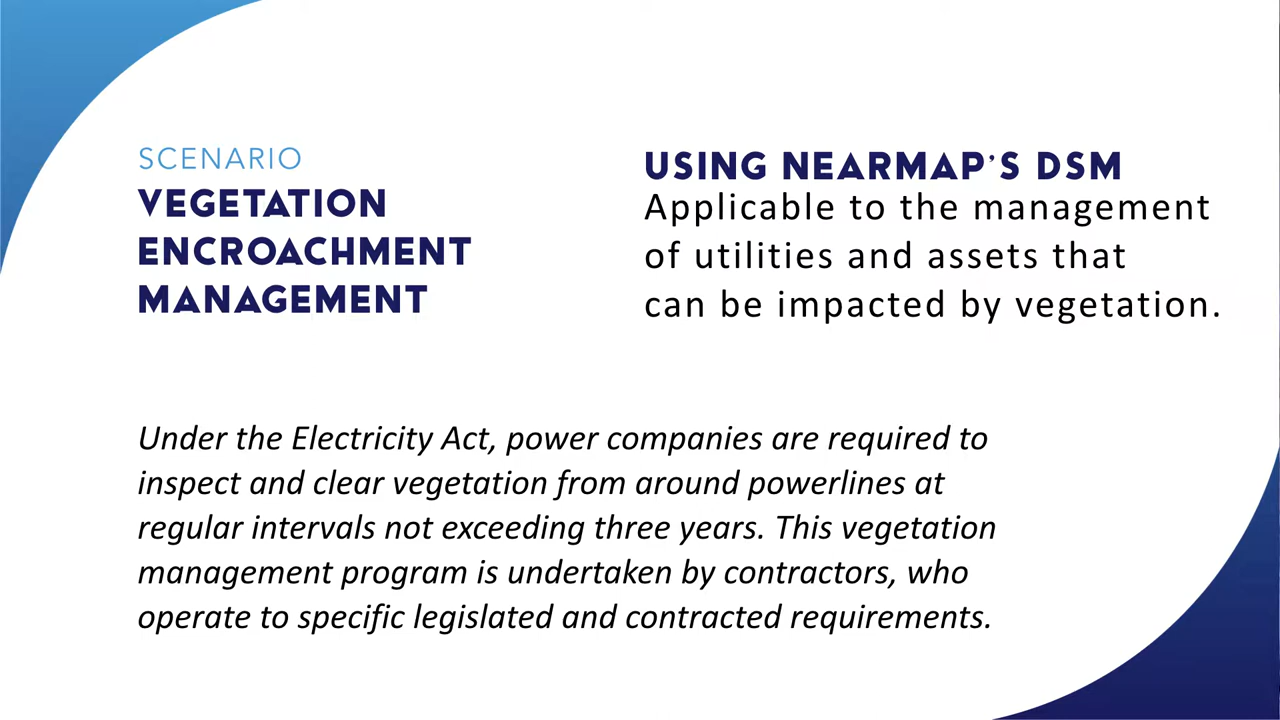 SCENARIO
VEGETATION
ENCROACHMENT
MANAGEMENT
USING NEARMAP'S DSM
Applicable to the management
of utilities and assets that
can be impacted by vegetation.
Under the Electricity Act, power companies are required to
inspect and clear vegetation from around powerlines at
regular intervals not exceeding three years. This vegetation
management program is undertaken by contractors, who
operate to specific legislated and contracted requirements.